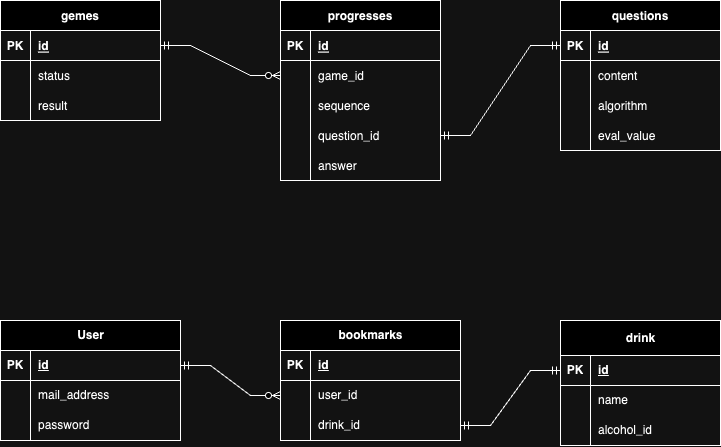 gemes
PK id
status
result
progresses
PK id
game_id
sequence
question_id
answer
questions
PK id
content
algorithm
eval_value
User
PK id
mail_address
password
bookmarks
PK id
user_id
drink_id
drink
PK id
name
alcohol_id